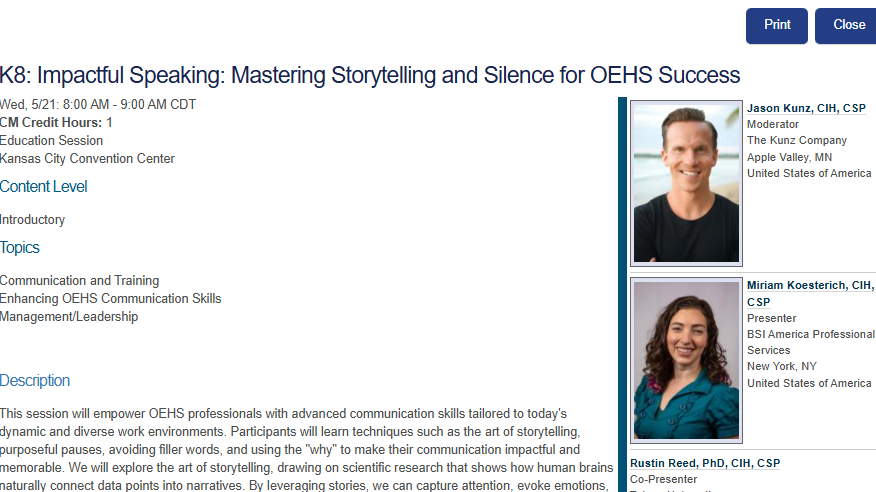 Print
Close
K8: Impactful Speaking: Mastering Storytelling and Silence for OEHS Success
Wed, 5/21: 8:00 AM - 9:00 AM CDT
CM Credit Hours: 1
Education Session
Kansas City Convention Center
Content Level
Introductory
Topics
Communication and Training
Enhancing OEHS Communication Skills
Management/Leadership
Description
This session will empower OEHS professionals with advanced communication skills tailored to today's
dynamic and diverse work environments. Participants will learn techniques such as the art of storytelling,
purposeful pauses, avoiding filler words, and using the "why" to make their communication impactful and
memorable. We will explore the art of storytelling, drawing on scientific research that shows how human brains
naturally connect data points into narratives. By leveraging stories, we can capture attention, evoke emotions,
Jason Kunz, CIH, CSP
Moderator
The Kunz Company
Apple Valley, MN
United States of America
Miriam Koesterich, CIH,
CSP
Presenter
BSI America Professional
Services
New York, NY
United States of America
Rustin Reed, PhD, CIH, CSP
Co-Presenter